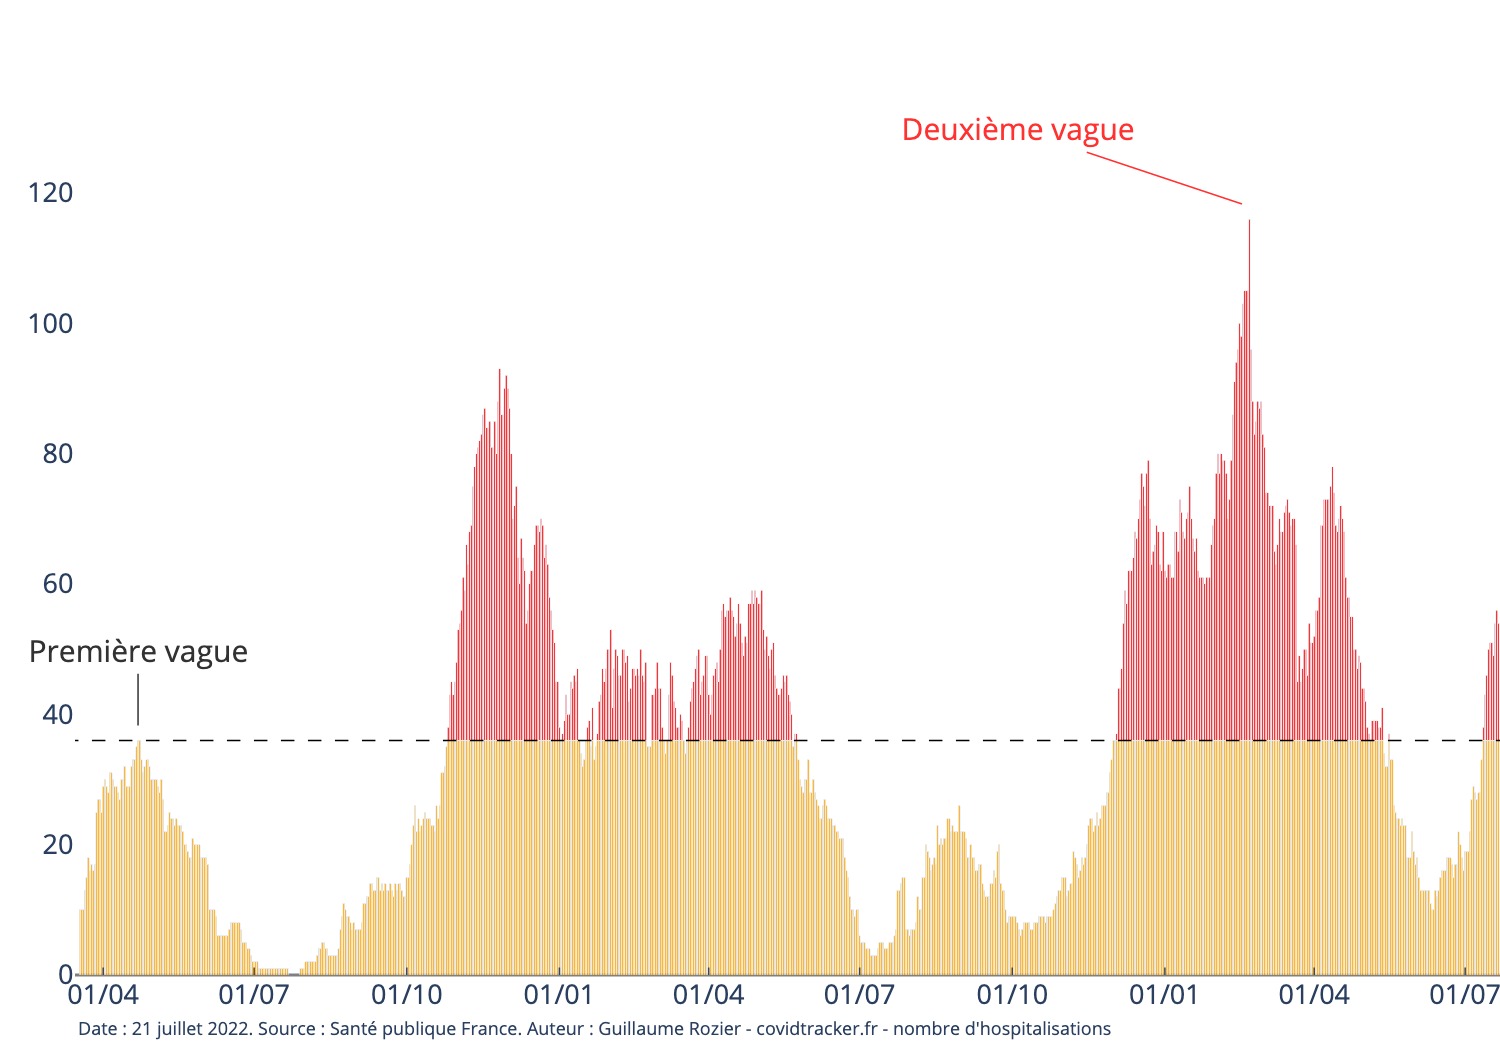 Deuxième vague
120
100
80
60
Première vague
40
20
0
01/04 01/07 01/10 01/01 01/04 01/07 01/10 01/01 01/04 01/07
Date : 21 juillet 2022. Source : Santé publique France. Auteur : Guillaume Rozier - covidtracker.fr - nombre d'hospitalisations